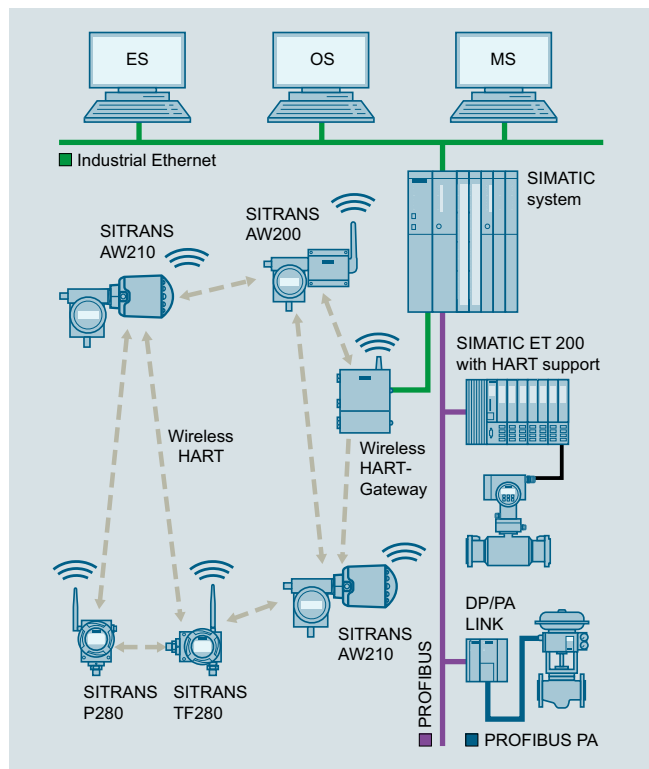 ES
OS
MS
Industrial Ethernet
SIMATIC
system
SITRANS
AW200
SITRANS
AW210
SIMATIC ET 200
with HART support
Wireless
HART
Wireless
HART-
Gateway
SITRANS
AW210
DP/PA
LINK
SITRANS
P280
SITRANS
TF280
PROFIBUS
PROFIBUS PA